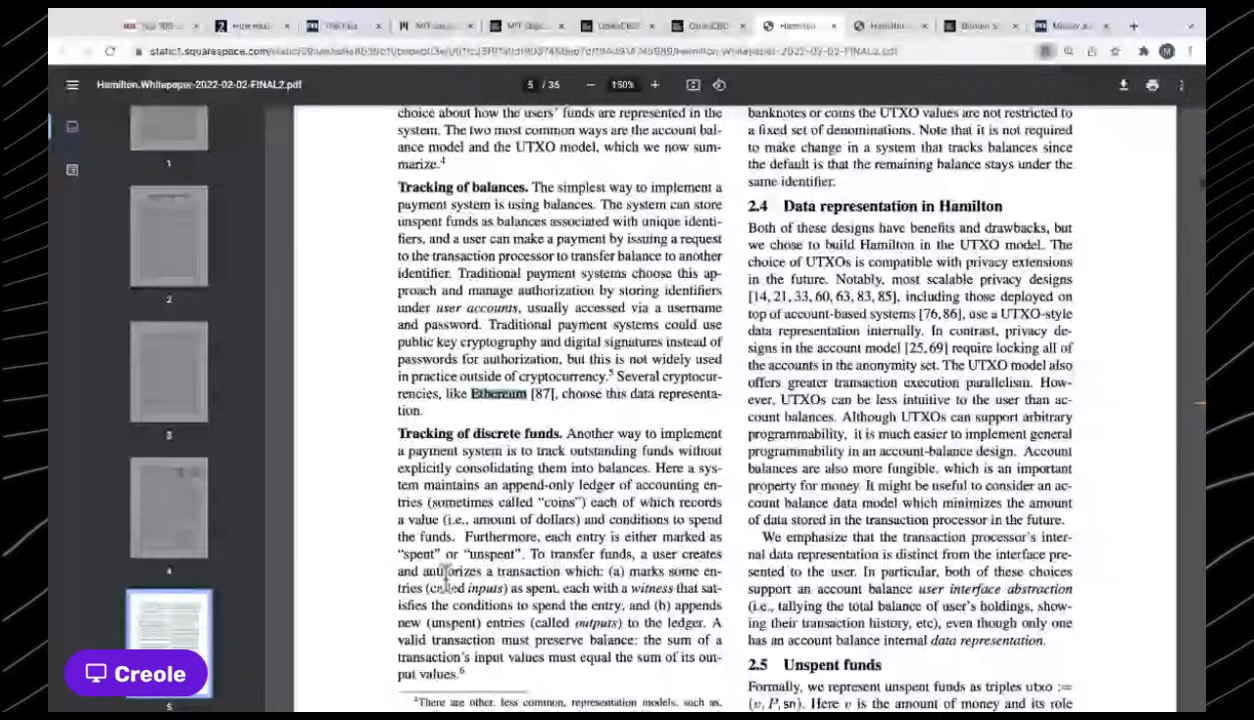 How muc
MIT Digi
OpenCBD
OpenCBD
Hamilton
Hamilton
Hamilton.Whitepaper-2022-02-02-FINAL2.pdf
5 / 35
150%
1
2
3
4
5
choice about how the users' funds are represented in the
system. The two most common ways are the account bal-
ance model and the UTXO model, which we now sum-
marize.4
Tracking of balances. The simplest way to implement a
payment system is using balances. The system can store
unspent funds as balances associated with unique identi-
fiers, and a user can make a payment by issuing a request
to the transaction processor to transfer balance to another
identifier. Traditional payment systems choose this ap-
proach and manage authorization by storing identifiers
under user accounts, usually accessed via a username
and password. Traditional payment systems could use
public key cryptography and digital signatures instead of
passwords for authorization, but this is not widely used
in practice outside of cryptocurrency.5 Several cryptocur-
rencies, like Ethereum [87], choose this data representa-
tion.
Tracking of discrete funds. Another way to implement
a payment system is to track outstanding funds without
explicitly consolidating them into balances. Here a sys-
tem maintains an append-only ledger of accounting en-
tries (sometimes called "coins") each of which records
a value (i.e., amount of dollars) and conditions to spend
the funds. Furthermore, each entry is either marked as
"spent" or "unspent". To transfer funds, a user creates
and authorizes a transaction which: (a) marks some en-
tries (called inputs) as spent, each with a witness that sat-
isfies the conditions to spend the entry, and (b) appends
new (unspent) entries (called outputs) to the ledger. A
valid transaction must preserve balance: the sum of a
transaction's input values must equal the sum of its out-
put values.6
4There are other, less common, representation models, such as,
banknotes or coins the UTXO values are not restricted to
a fixed set of denominations. Note that it is not required
to make change in a system that tracks balances since
the default is that the remaining balance stays under the
same identifier.
2.4 Data representation in Hamilton
Both of these designs have benefits and drawbacks, but
we chose to build Hamilton in the UTXO model. The
choice of UTXOs is compatible with privacy extensions
in the future. Notably, most scalable privacy designs
[14, 21, 33, 60, 63, 83, 85], including those deployed on
top of account-based systems [76, 86], use a UTXO-style
data representation internally. In contrast, privacy de-
signs in the account model [25, 69] require locking all of
the accounts in the anonymity set. The UTXO model also
offers greater transaction execution parallelism. How-
ever, UTXOs can be less intuitive to the user than ac-
count balances. Although UTXOs can support arbitrary
programmability, it is much easier to implement general
programmability in an account-balance design. Account
balances are also more fungible, which is an important
property for money. It might be useful to consider an ac-
count balance data model which minimizes the amount
of data stored in the transaction processor in the future.
We emphasize that the transaction processor's inter-
nal data representation is distinct from the interface pre-
sented to the user. In particular, both of these choices
support an account balance user interface abstraction
(i.e., tallying the total balance of user's holdings, show-
ing their transaction history, etc), even though only one
has an account balance internal data representation.
2.5 Unspent funds
Formally, we represent unspent funds as triples utxo :=
(v, P, sn). Here v is the amount of money and its role
Creole